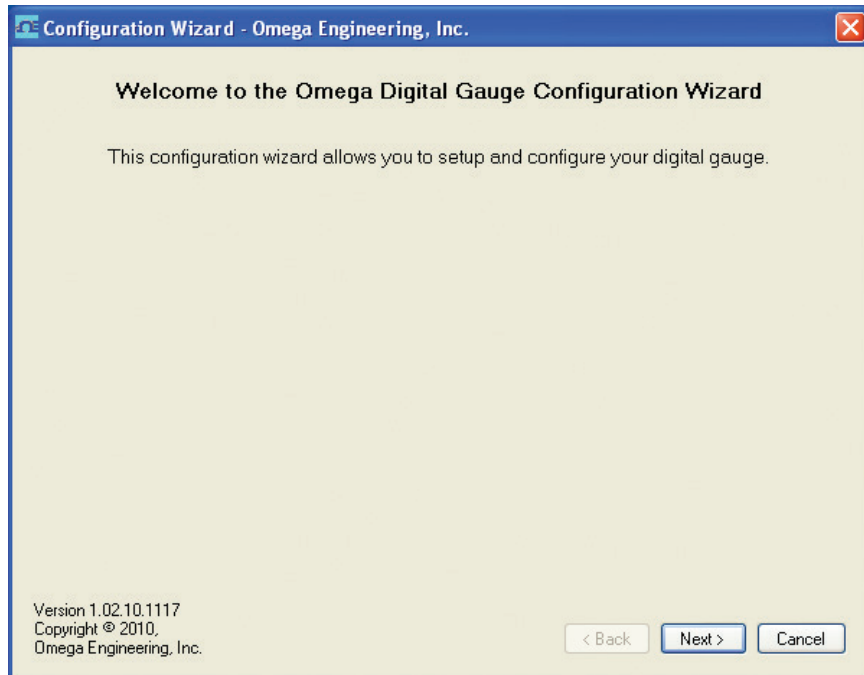 Configuration Wizard - Omega Engineering, Inc.
Welcome to the Omega Digital Gauge Configuration Wizard
This configuration wizard allows you to setup and configure your digital gauge.
Version 1.02.10.1117
Copyright © 2010,
Omega Engineering, Inc.
< Back Next > Cancel